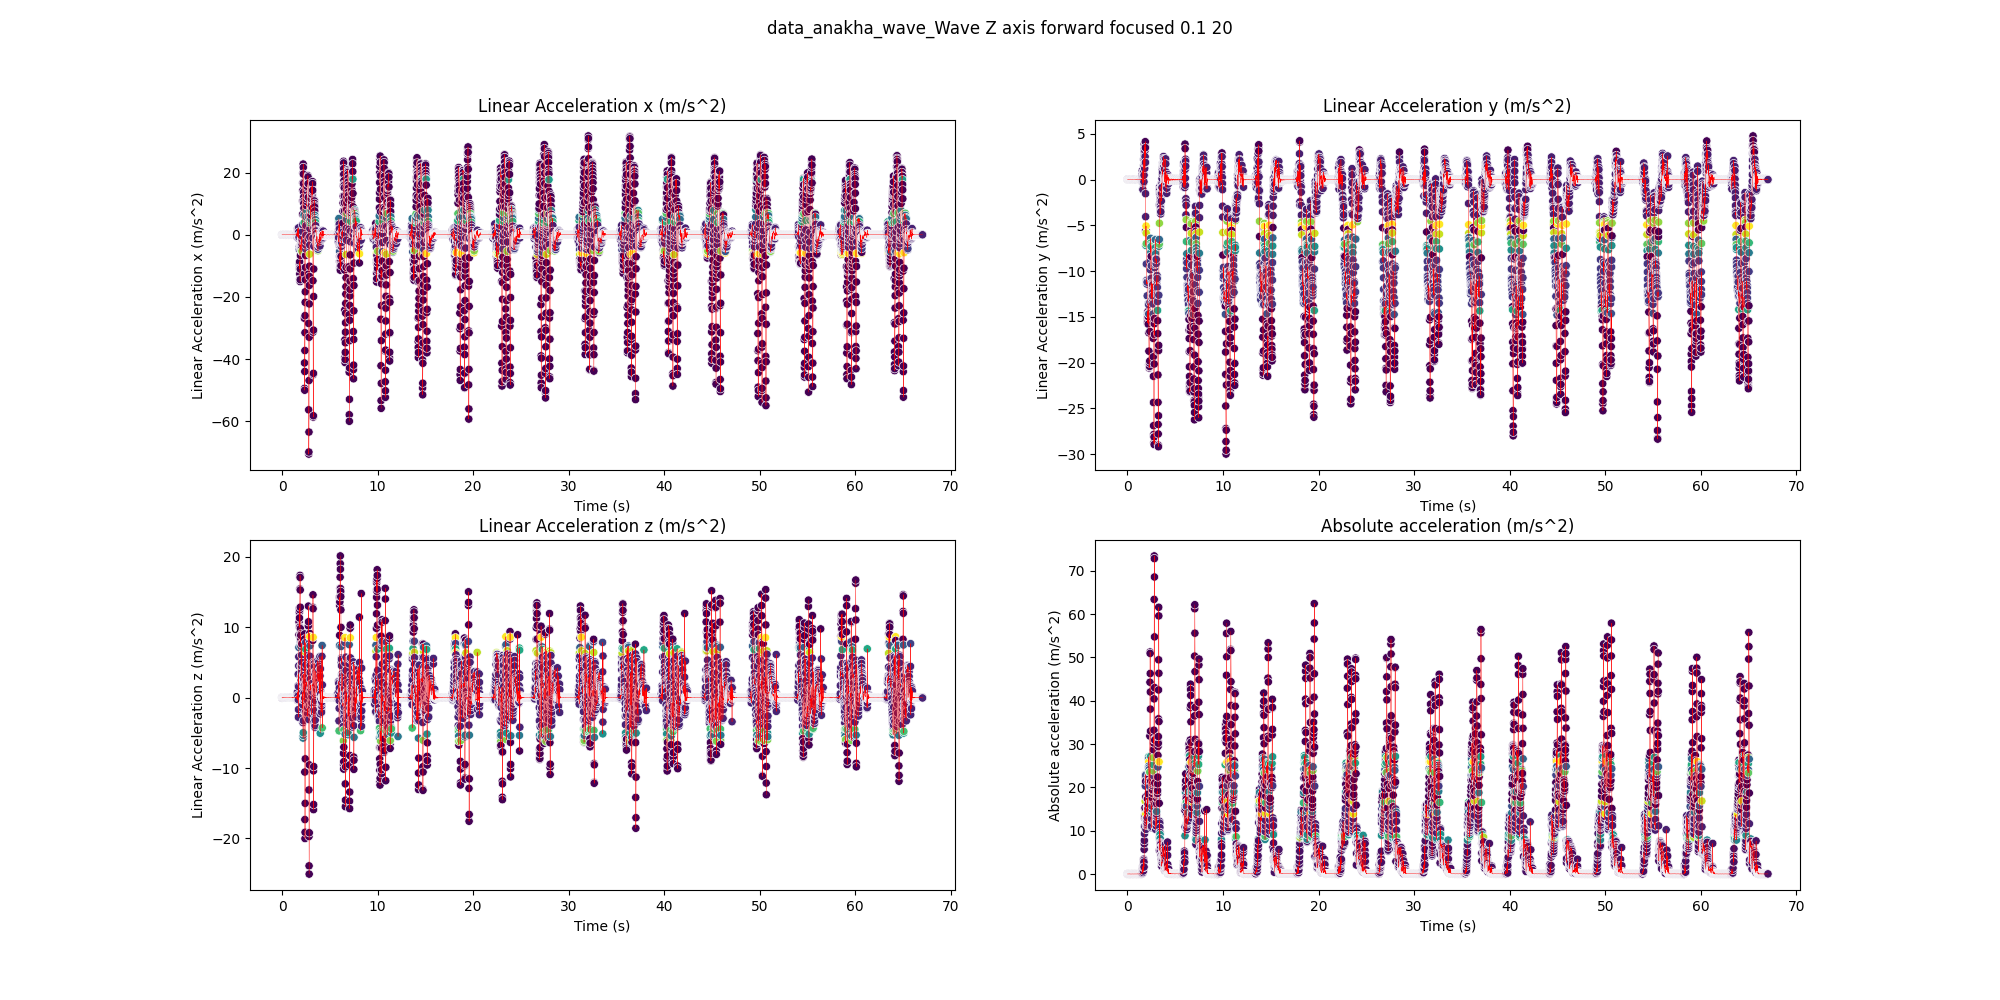 data_anakha_wave_Wave Z axis forward focused 0.1 20
Linear Acceleration x (m/s^2)
Linear Acceleration x (m/s^2)
20
0
−20
−40
−60
0 10 20 30 40 50 60 70
Time (s)
Linear Acceleration y (m/s^2)
Linear Acceleration y (m/s^2)
5
0
−5
−10
−15
−20
−25
−30
0 10 20 30 40 50 60 70
Time (s)
Linear Acceleration z (m/s^2)
Linear Acceleration z (m/s^2)
20
10
0
−10
−20
0 10 20 30 40 50 60 70
Time (s)
Absolute acceleration (m/s^2)
Absolute acceleration (m/s^2)
70
60
50
40
30
20
10
0
0 10 20 30 40 50 60 70
Time (s)